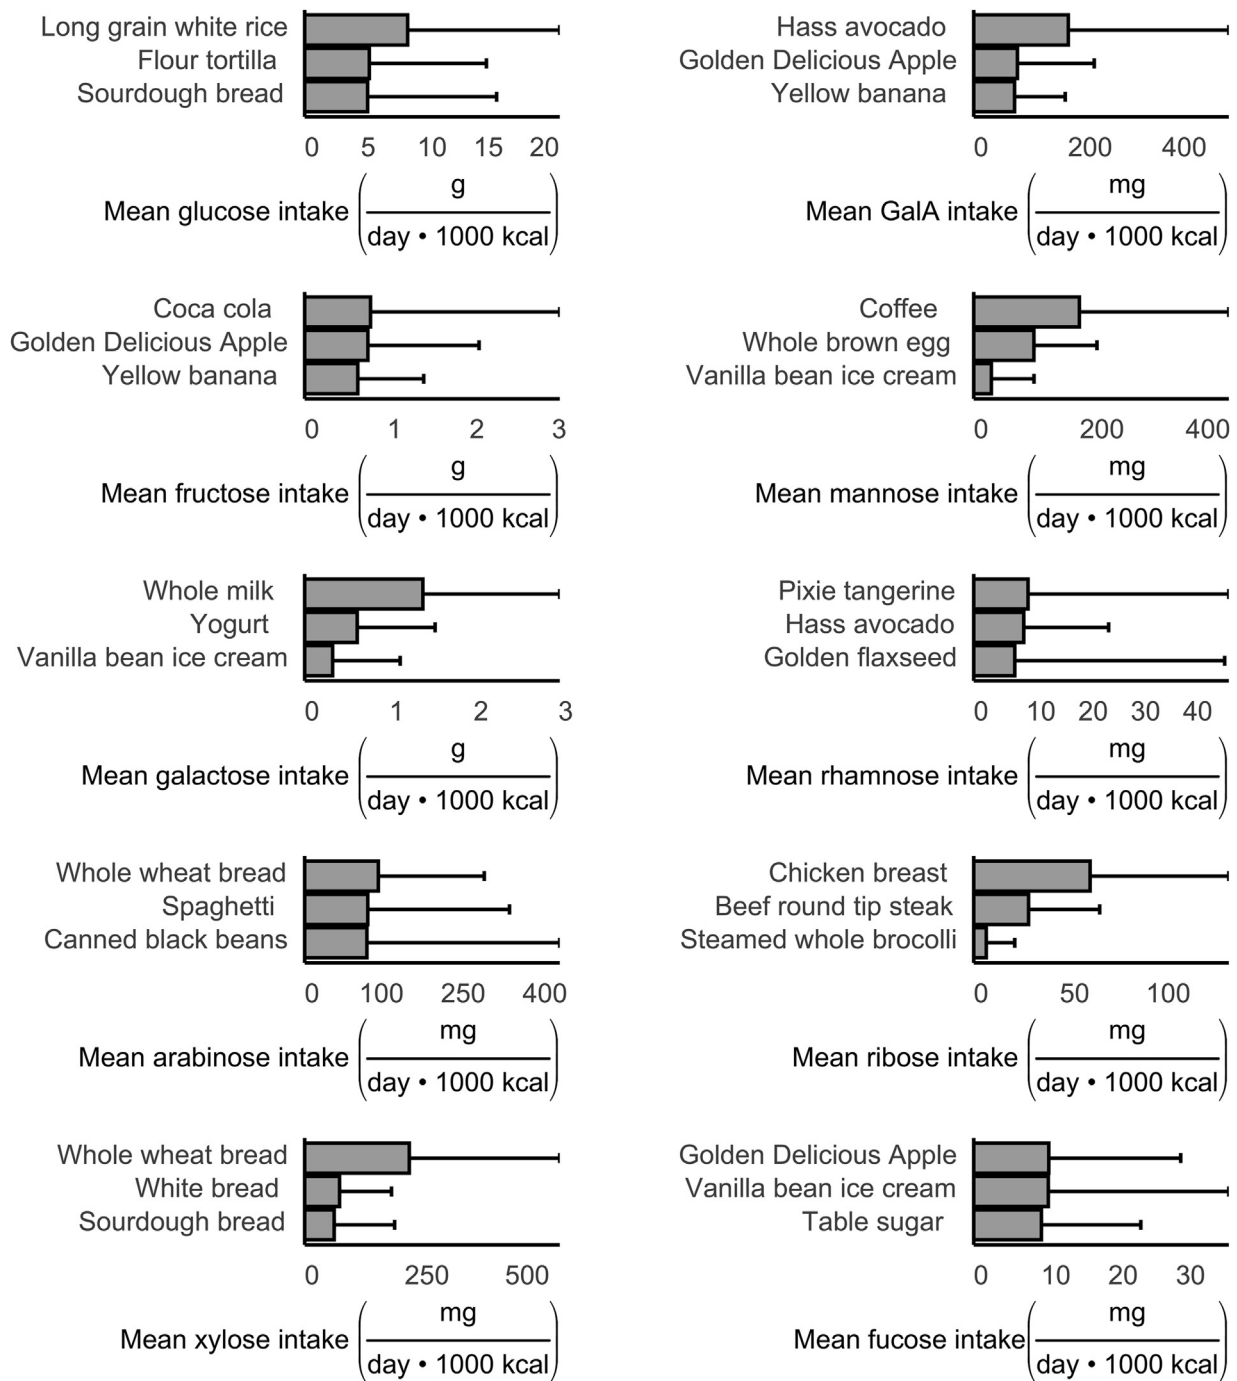 Long grain white rice
Flour tortilla
Sourdough bread
0 5 10 15 20
Mean glucose intake (g
day • 1000 kcal)
Hass avocado
Golden Delicious Apple
Yellow banana
0 200 400
Mean GalA intake (mg
day • 1000 kcal)
Coca cola
Golden Delicious Apple
Yellow banana
0 1 2 3
Mean fructose intake (g
day • 1000 kcal)
Coffee
Whole brown egg
Vanilla bean ice cream
0 200 400
Mean mannose intake (mg
day • 1000 kcal)
Whole milk
Yogurt
Vanilla bean ice cream
0 1 2 3
Mean galactose intake (g
day • 1000 kcal)
Pixie tangerine
Hass avocado
Golden flaxseed
0 10 20 30 40
Mean rhamnose intake (mg
day • 1000 kcal)
Whole wheat bread
Spaghetti
Canned black beans
0 100 250 400
Mean arabinose intake (mg
day • 1000 kcal)
Chicken breast
Beef round tip steak
Steamed whole brocolli
0 50 100
Mean ribose intake (mg
day • 1000 kcal)
Whole wheat bread
White bread
Sourdough bread
0 250 500
Mean xylose intake (mg
day • 1000 kcal)
Golden Delicious Apple
Vanilla bean ice cream
Table sugar
0 10 20 30
Mean fucose intake (mg
day • 1000 kcal)